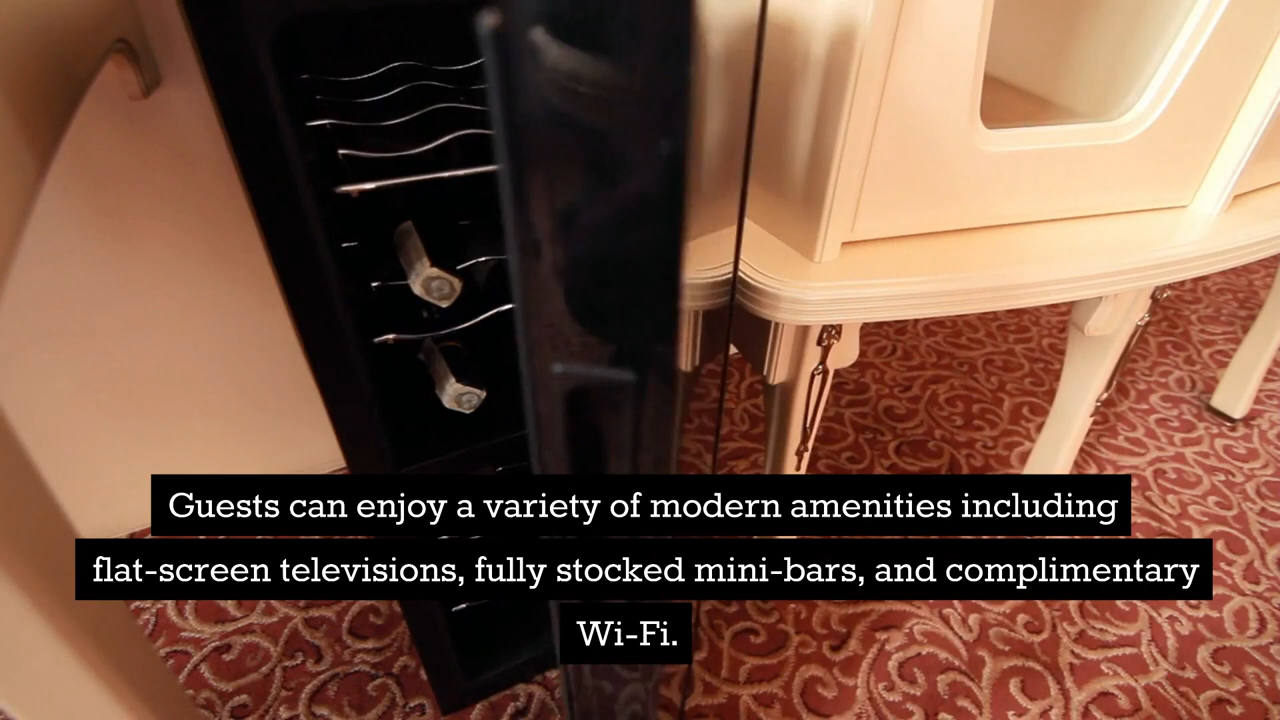 Guests can enjoy a variety of modern amenities including
flat-screen televisions, fully stocked mini-bars, and complimentary
Wi-Fi.